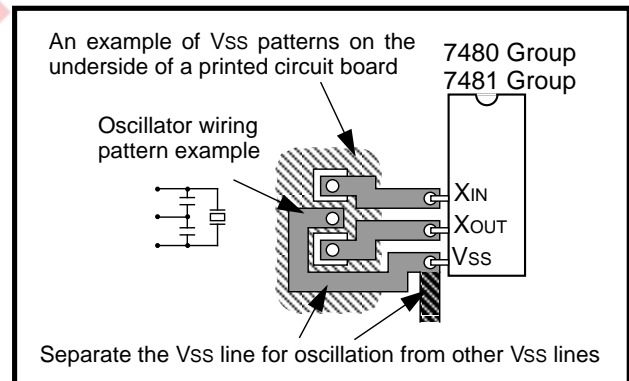 An example of VSS patterns on the
underside of a printed circuit board
7480 Group
7481 Group
Oscillator wiring
pattern example
XIN
XOUT
VSS
Separate the VSS line for oscillation from other VSS lines